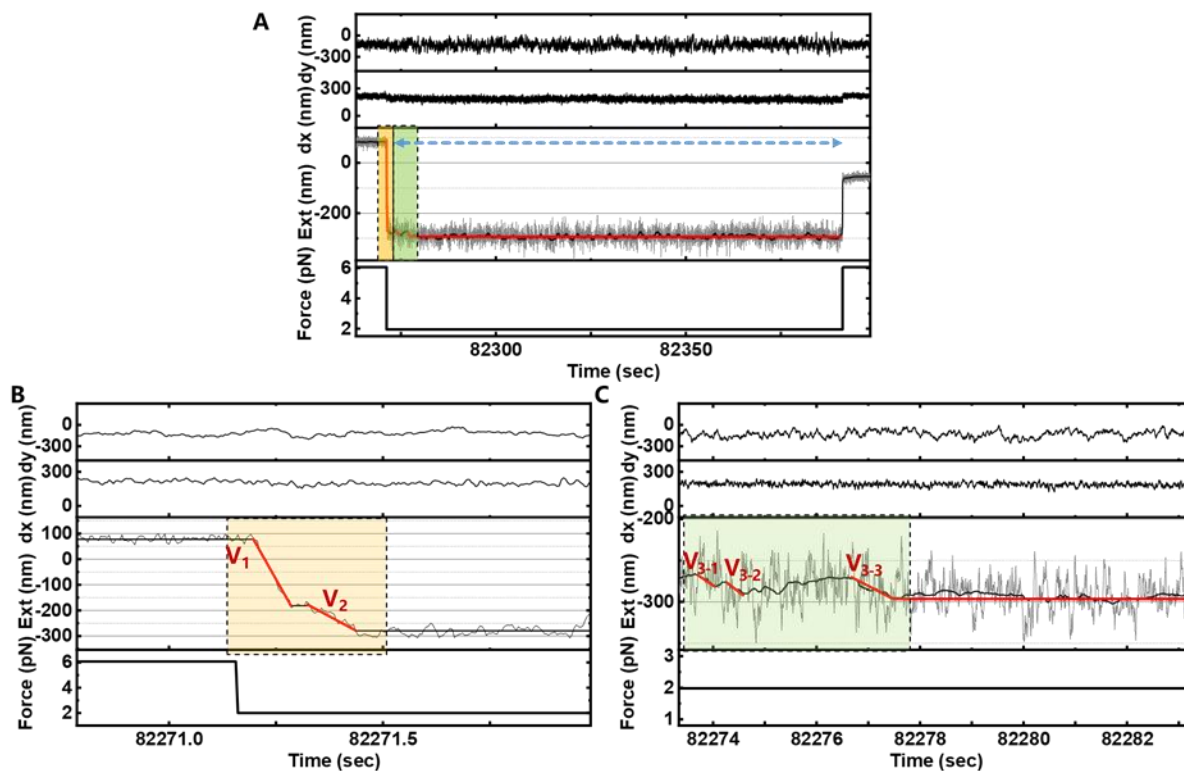 A
dy (nm)
0
-300
dx (nm)
300
0
Ext (nm)
0
-200
Force (pN)
6
4
2
82300
82350
Time (sec)
B
dy (nm)
0
-300
dx (nm)
300
0
Ext (nm)
100
0
-100
-200
-300
V1
V2
Force (pN)
6
4
2
82271.0
82271.5
Time (sec)
C
dy (nm)
0
-300
dx (nm)
300
0
Ext (nm)
-200
-300
V3-1
V3-2
V3-3
Force (pN)
3
2
1
82274
82276
82278
82280
82282
Time (sec)